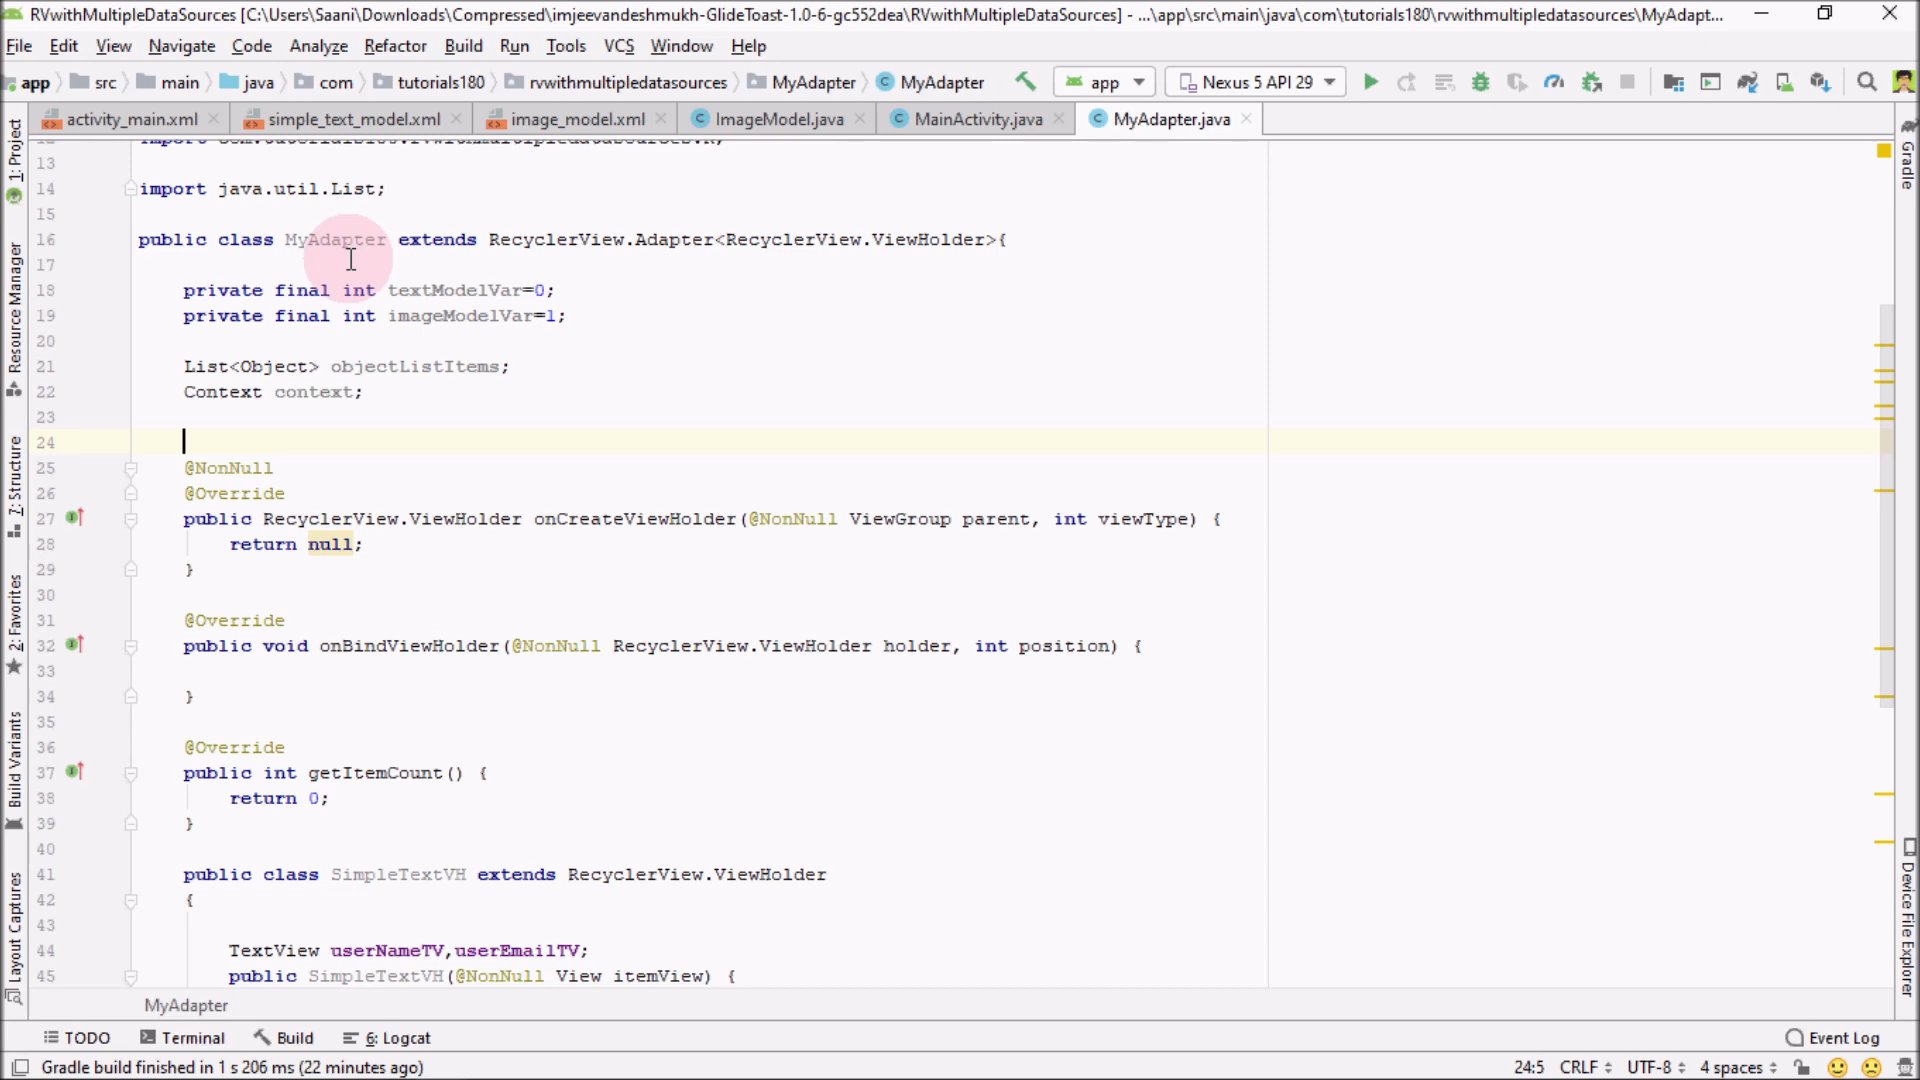 RVwithMultipleDataSources [C:\Users\Saani\Downloads\Compressed\imjeevandeshmukh-GlideToast-1.0-6-gc552dea\RVwithMultipleDataSources] - ...\app\src\main\java\com\tutorials180\rvwithmultipledatasources\MyAdapt...
File Edit View Navigate Code Analyze Refactor Build Run Tools VCS Window Help
app src main java com tutorials180 rvwithmultipledatasources MyAdapter MyAdapter app Nexus 5 API 29
activity_main.xml simple_text_model.xml image_model.xml ImageModel.java MainActivity.java MyAdapter.java
13
14 import java.util.List;
15
16 public class MyAdapter extends RecyclerView.Adapter<RecyclerView.ViewHolder>{
17
18 private final int textModelVar=0;
19 private final int imageModelVar=1;
20
21 List<Object> objectListItems;
22 Context context;
23
24
25 @NonNull
26 @Override
27 public RecyclerView.ViewHolder onCreateViewHolder(@NonNull ViewGroup parent, int viewType) {
28 return null;
29 }
30
31 @Override
32 public void onBindViewHolder(@NonNull RecyclerView.ViewHolder holder, int position) {
33
34 }
35
36 @Override
37 public int getItemCount() {
38 return 0;
39 }
40
41 public class SimpleTextVH extends RecyclerView.ViewHolder
42 {
43
44 TextView userNameTV,userEmailTV;
45 public SimpleTextVH(@NonNull View itemView) {
MyAdapter
1: Project
Resource Manager
7: Structure
2: Favorites
Build Variants
Layout Captures
Gradle
Device File Explorer
TODO Terminal Build 6: Logcat Event Log
Gradle build finished in 1 s 206 ms (22 minutes ago) 24:5 CRLF UTF-8 4 spaces